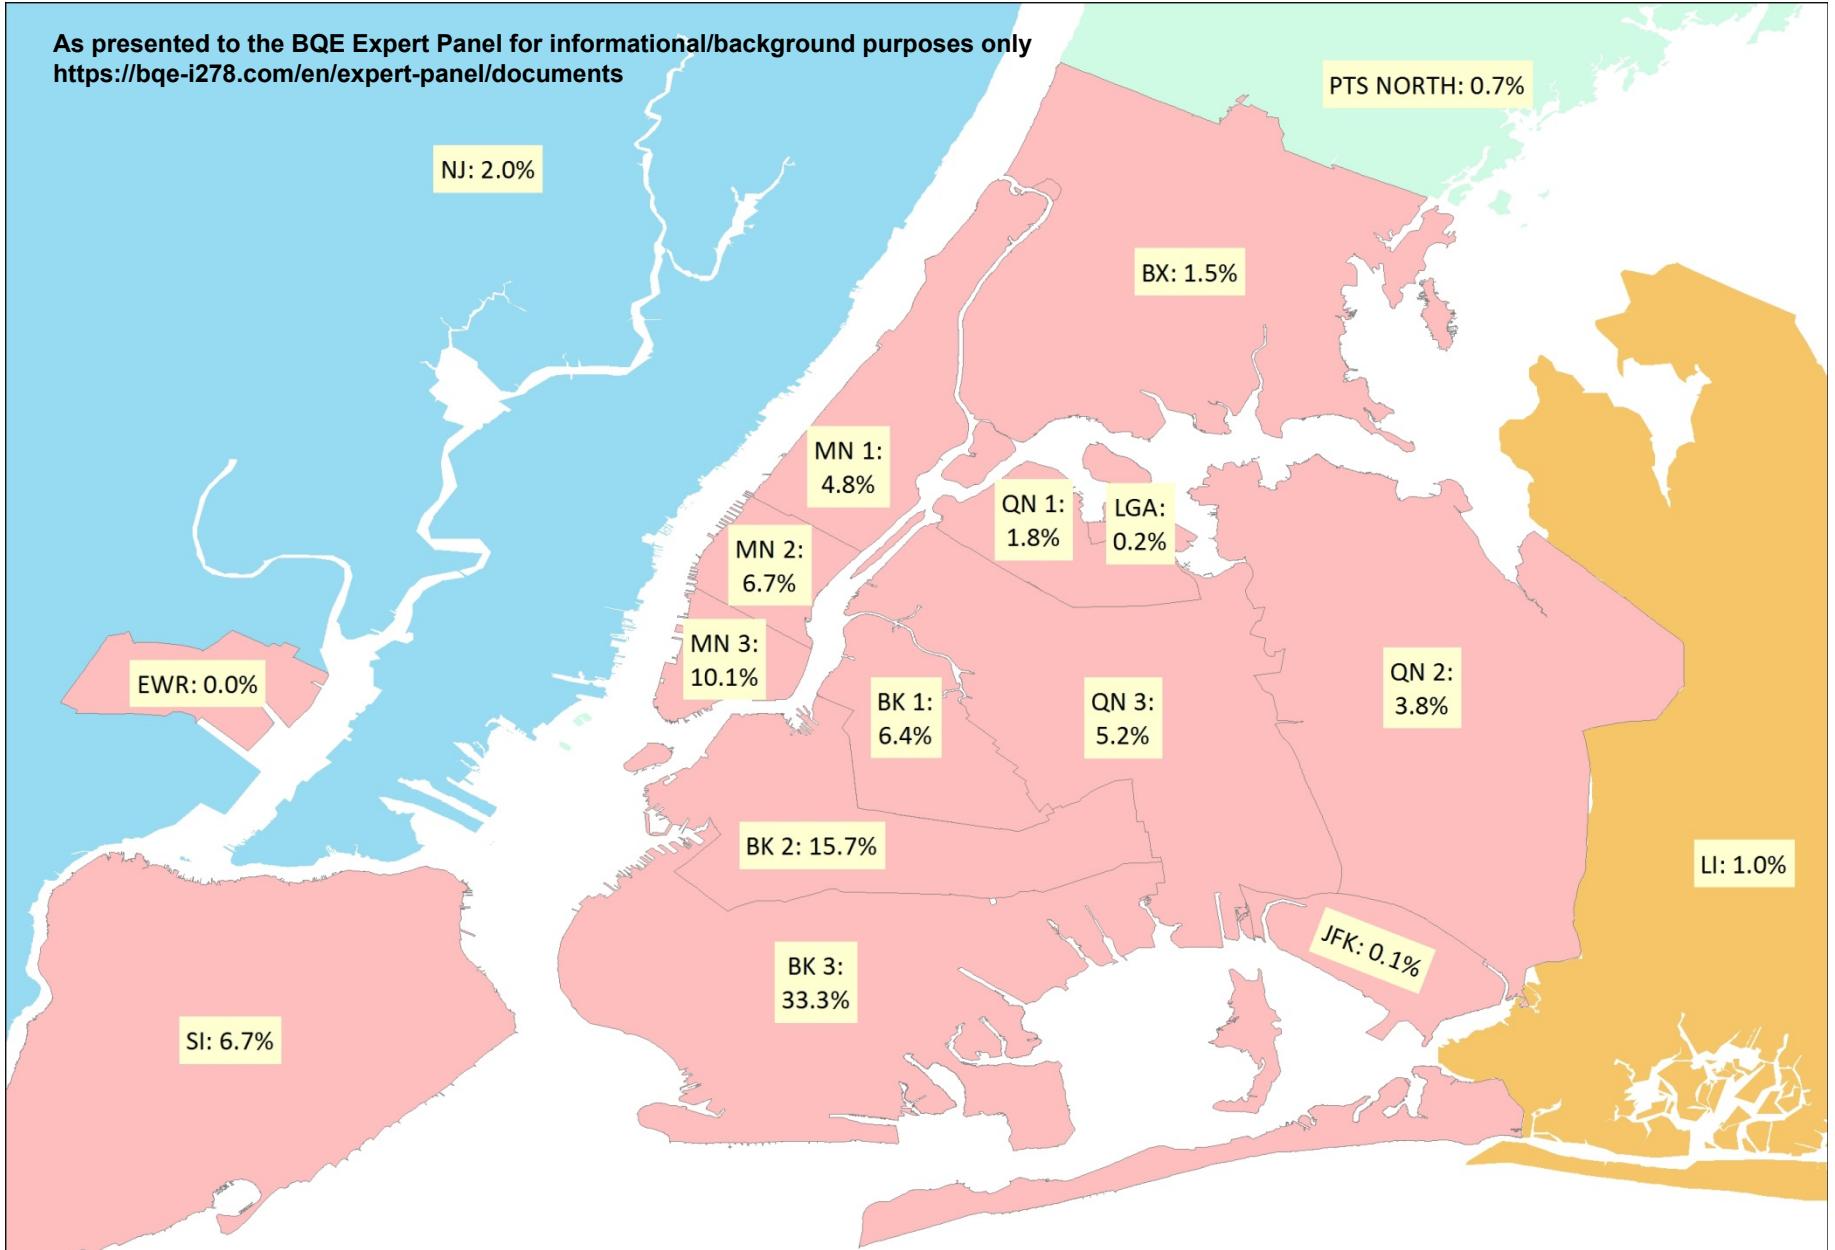 As presented to the BQE Expert Panel for informational/background purposes only
https://bqe-i278.com/en/expert-panel/documents
PTS NORTH: 0.7%
NJ: 2.0%
BX: 1.5%
MN 1:
4.8%
QN 1:
1.8%
LGA:
0.2%
MN 2:
6.7%
MN 3:
10.1%
EWR: 0.0%
BK 1:
6.4%
QN 3:
5.2%
QN 2:
3.8%
BK 2: 15.7%
LI: 1.0%
JFK: 0.1%
BK 3:
33.3%
SI: 6.7%